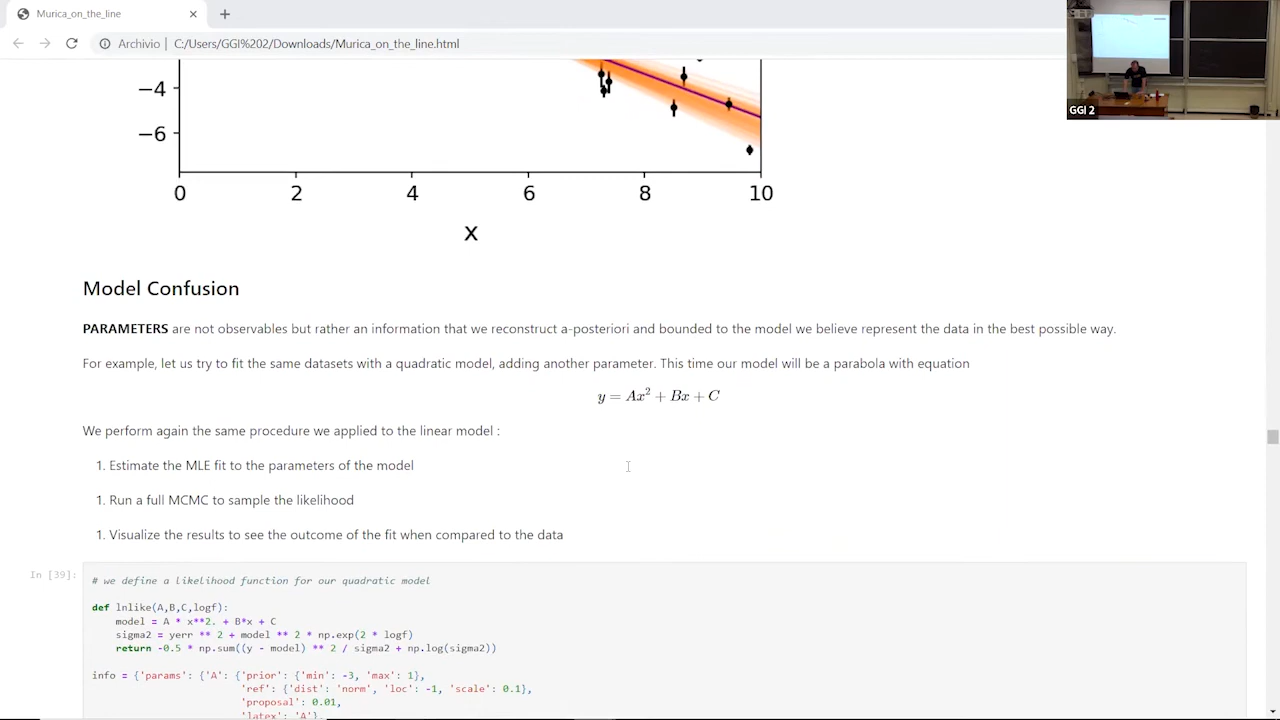 Murica_on_the_line
Archivio | C:/Users/GGI%202/Downloads/Murica_on_the_line.html
GGI 2
−4
−6
0 2 4 6 8 10
x
Model Confusion
PARAMETERS are not observables but rather an information that we reconstruct a-posteriori and bounded to the model we believe represent the data in the best possible way.
For example, let us try to fit the same datasets with a quadratic model, adding another parameter. This time our model will be a parabola with equation
y = Ax² + Bx + C
We perform again the same procedure we applied to the linear model :
1. Estimate the MLE fit to the parameters of the model
1. Run a full MCMC to sample the likelihood
1. Visualize the results to see the outcome of the fit when compared to the data
In [39]:
# we define a likelihood function for our quadratic model
def lnlike(A,B,C,logf):
model = A * x**2. + B*x + C
sigma2 = yerr ** 2 + model ** 2 * np.exp(2 * logf)
return -0.5 * np.sum((y - model) ** 2 / sigma2 + np.log(sigma2))
info = {'params': {'A': {'prior': {'min': -3, 'max': 1},
'ref': {'dist': 'norm', 'loc': -1, 'scale': 0.1},
'proposal': 0.01,
'latex': 'A'},